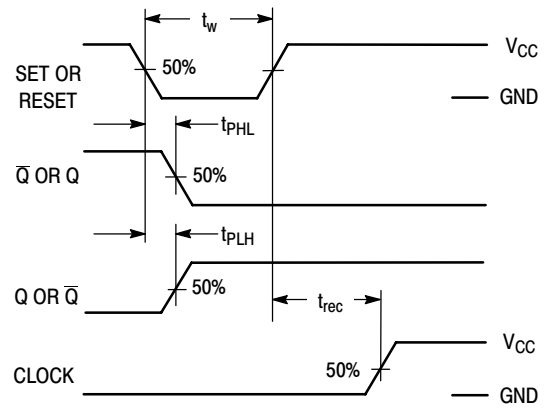 t_w
V_CC
50%
SET OR
RESET
GND
t_PHL
Q̅ OR Q
50%
t_PLH
Q OR Q̅
50%
t_rec
V_CC
50%
CLOCK
GND